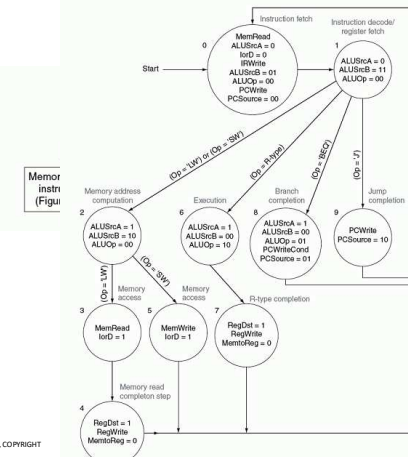 Instruction fetch
0
MemRead
ALUSrcA = 0
IorD = 0
IRWrite
ALUSrcB = 01
ALUOp = 00
PCWrite
PCSource = 00
Start
Instruction decode/
register fetch
1
ALUSrcA = 0
ALUSrcB = 11
ALUOp = 00
(Op = 'LW') or (Op = 'SW')
(Op = R-type)
(Op = 'BEQ')
(Op = 'J')
Memor
instru
(Figur
Memory address
computation
2
ALUSrcA = 1
ALUSrcB = 10
ALUOp = 00
Execution
6
ALUSrcA = 1
ALUSrcB = 00
ALUOp = 10
Branch
completion
8
ALUSrcA = 1
ALUSrcB = 00
ALUOp = 01
PCWriteCond
PCSource = 01
Jump
completion
9
PCWrite
PCSource = 10
(Op = 'LW')
(Op = 'SW')
Memory
access
3
MemRead
IorD = 1
Memory
access
5
MemWrite
IorD = 1
R-type completion
7
RegDst = 1
RegWrite
MemtoReg = 0
Memory read
completon step
4
RegDst = 1
RegWrite
MemtoReg = 0
, COPYRIGHT